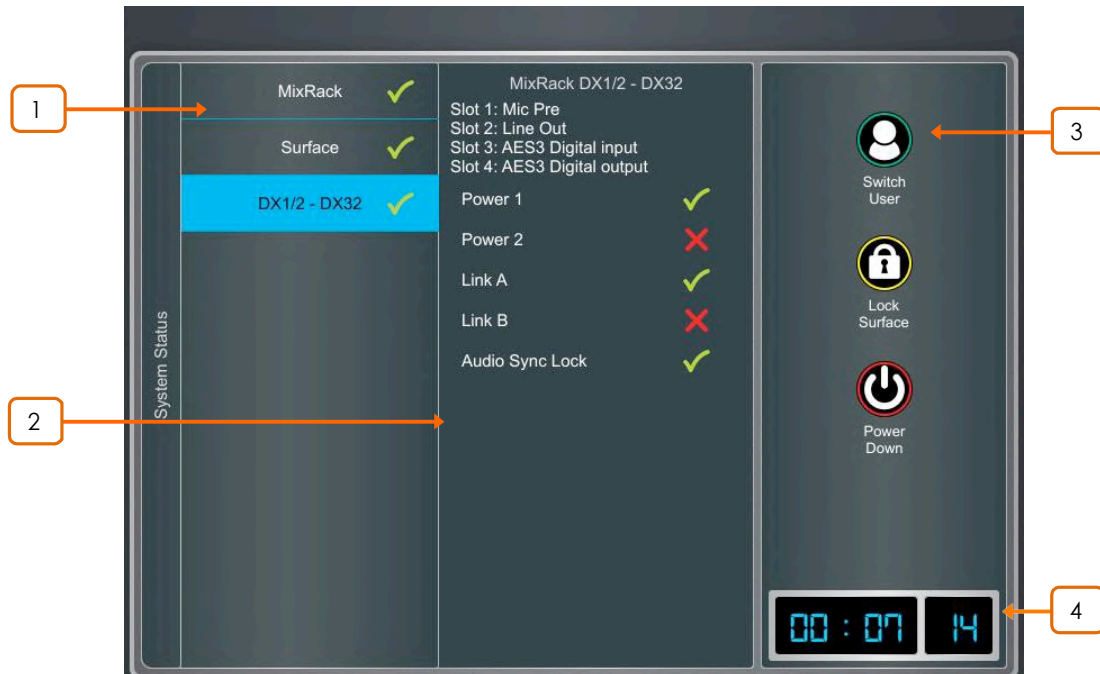 1
2
3
4
System Status
MixRack
Surface
DX1/2 - DX32
MixRack DX1/2 - DX32
Slot 1: Mic Pre
Slot 2: Line Out
Slot 3: AES3 Digital input
Slot 4: AES3 Digital output
Power 1
Power 2
Link A
Link B
Audio Sync Lock
Switch
User
Lock
Surface
Power
Down
00 : 07 14